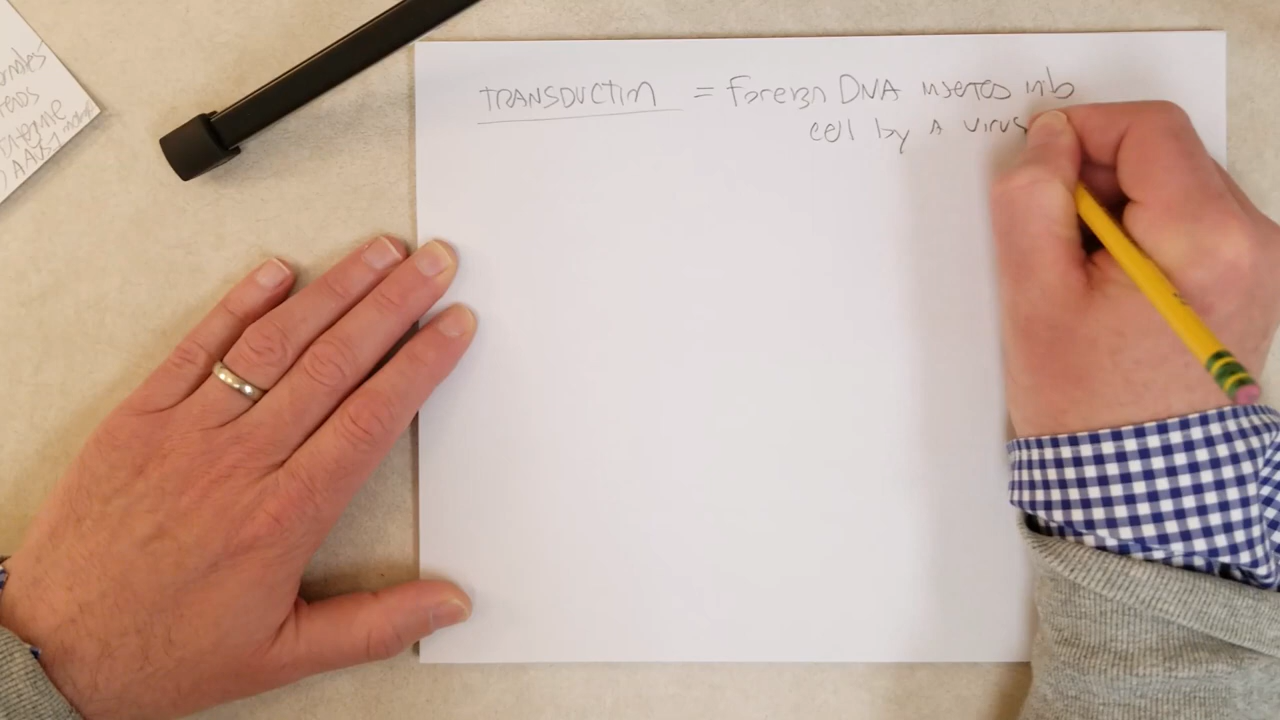 TRANSDUCTION = Foreign DNA inserted into
cell by a virus